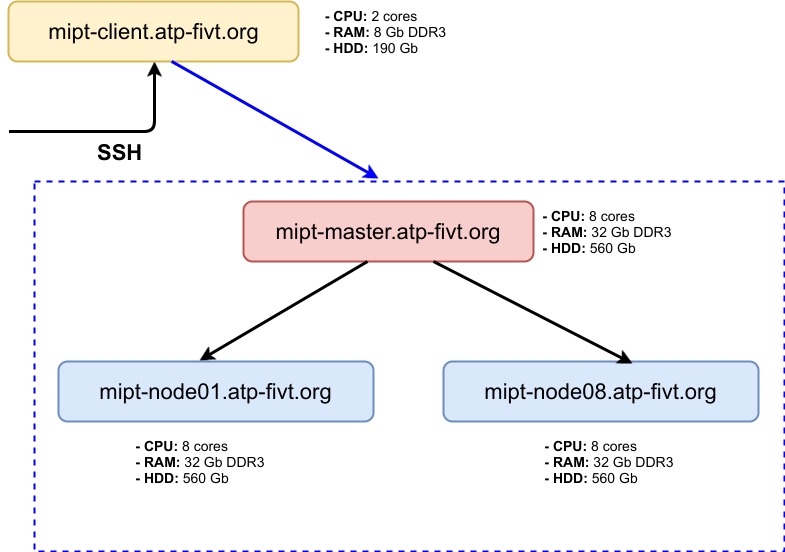 mipt-client.atp-fivt.org
- CPU: 2 cores
- RAM: 8 Gb DDR3
- HDD: 190 Gb
SSH
mipt-master.atp-fivt.org
- CPU: 8 cores
- RAM: 32 Gb DDR3
- HDD: 560 Gb
mipt-node01.atp-fivt.org
- CPU: 8 cores
- RAM: 32 Gb DDR3
- HDD: 560 Gb
mipt-node08.atp-fivt.org
- CPU: 8 cores
- RAM: 32 Gb DDR3
- HDD: 560 Gb